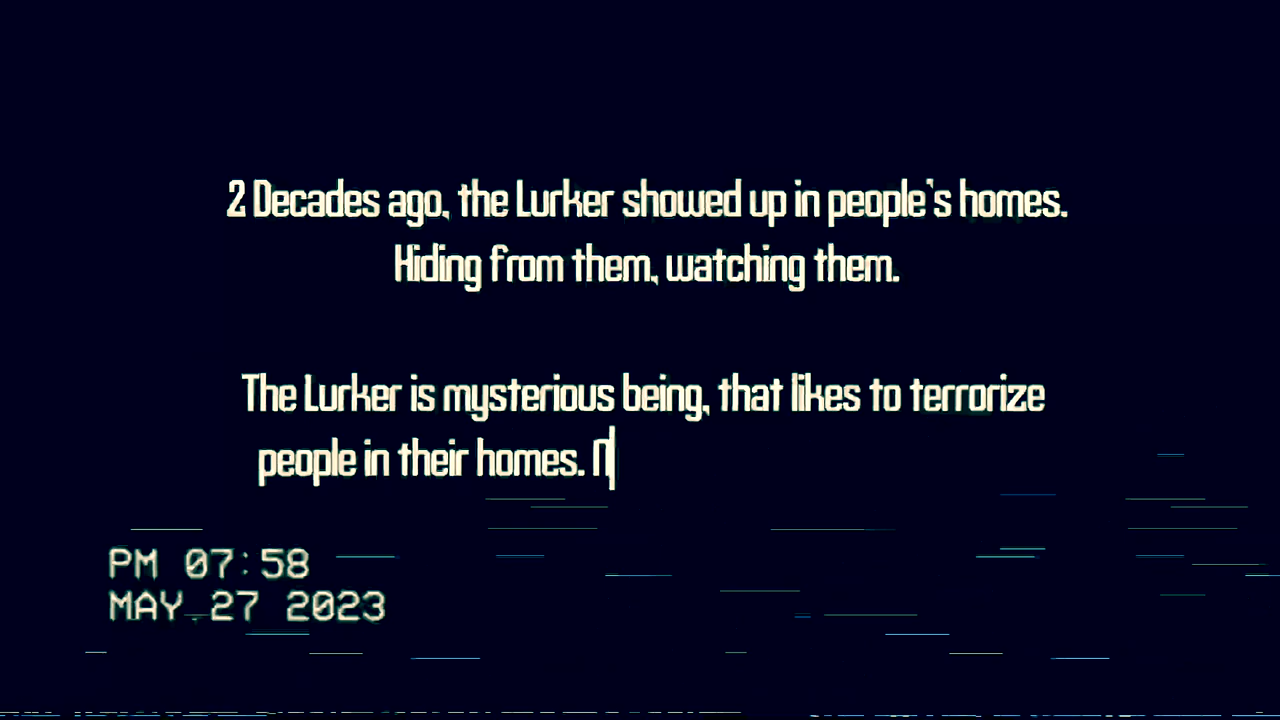 2 Decades ago, the Lurker showed up in people's homes.
Hiding from them, watching them.
The Lurker is mysterious being, that likes to terrorize
people in their homes.
PM 07:58
MAY 27 2023